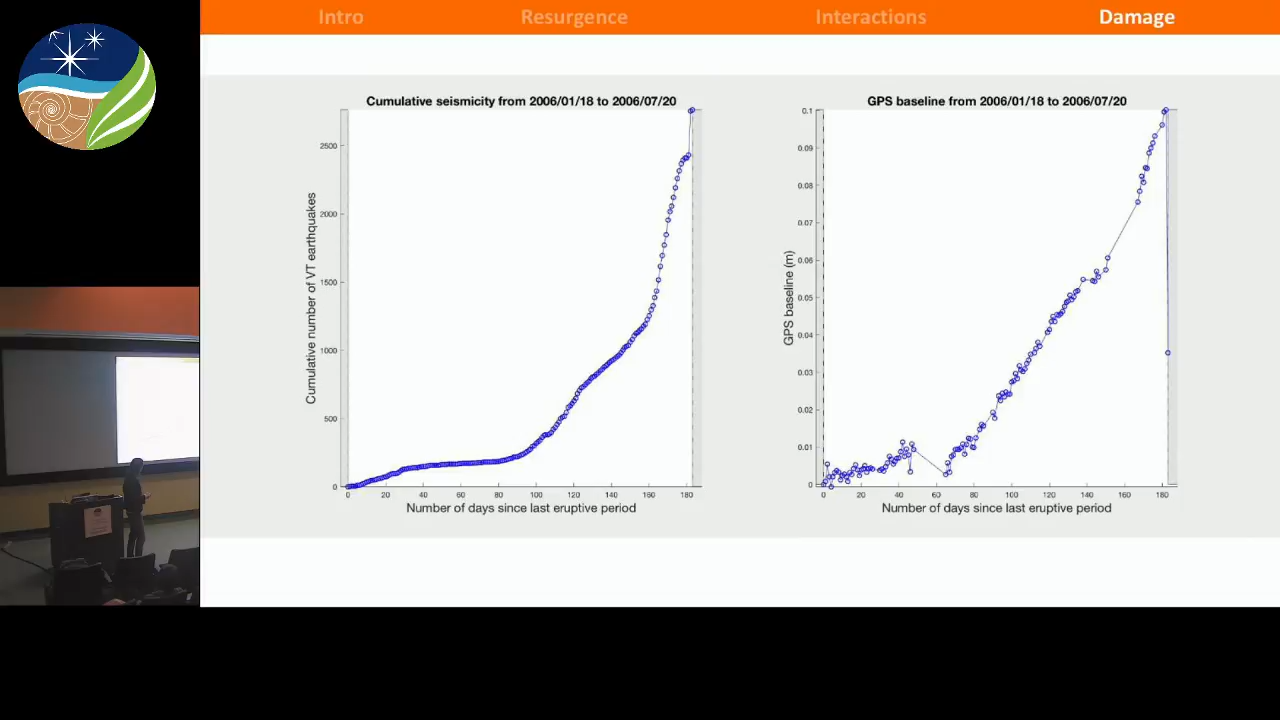 Intro Resurgence Interactions Damage
Cumulative seismicity from 2006/01/18 to 2006/07/20
Cumulative number of VT earthquakes
2500
2000
1500
1000
500
0
0 20 40 60 80 100 120 140 160 180
Number of days since last eruptive period
GPS baseline from 2006/01/18 to 2006/07/20
GPS baseline (m)
0.1
0.09
0.08
0.07
0.06
0.05
0.04
0.03
0.02
0.01
0
0 20 40 60 80 100 120 140 160 180
Number of days since last eruptive period